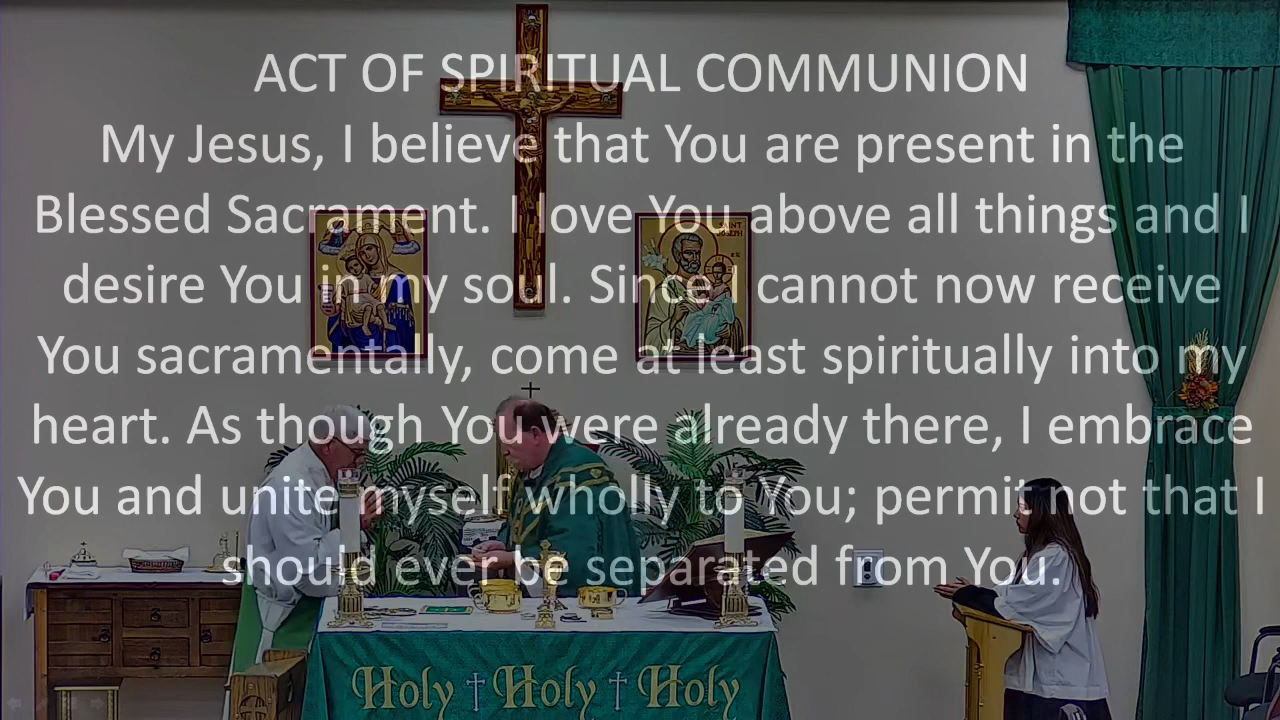 ACT OF SPIRITUAL COMMUNION
My Jesus, I believe that You are present in the
Blessed Sacrament. I love You above all things and I
desire You in my soul. Since I cannot now receive
You sacramentally, come at least spiritually into my
heart. As though You were already there, I embrace
You and unite myself wholly to You; permit not that I
should ever be separated from You.
SAINT
JOSEPH
Holy † Holy † Holy